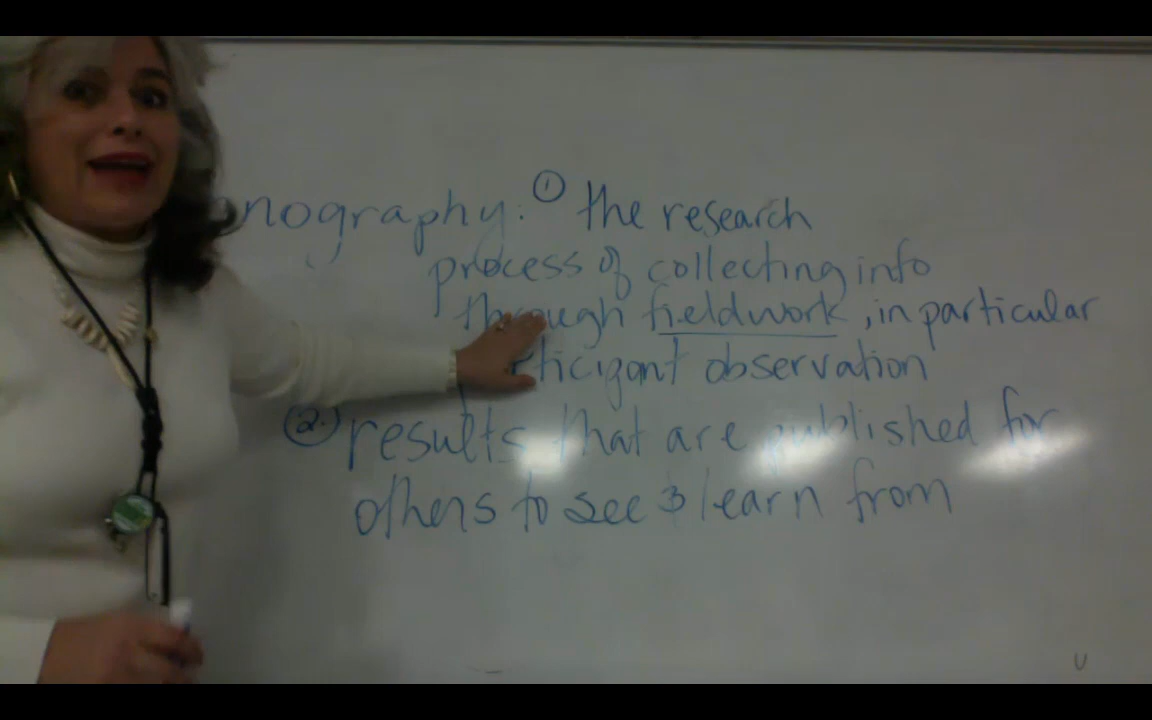 nography: ① the research
process of collecting info
through fieldwork, in particular
rticipant observation
②. results that are published for
others to see & learn from